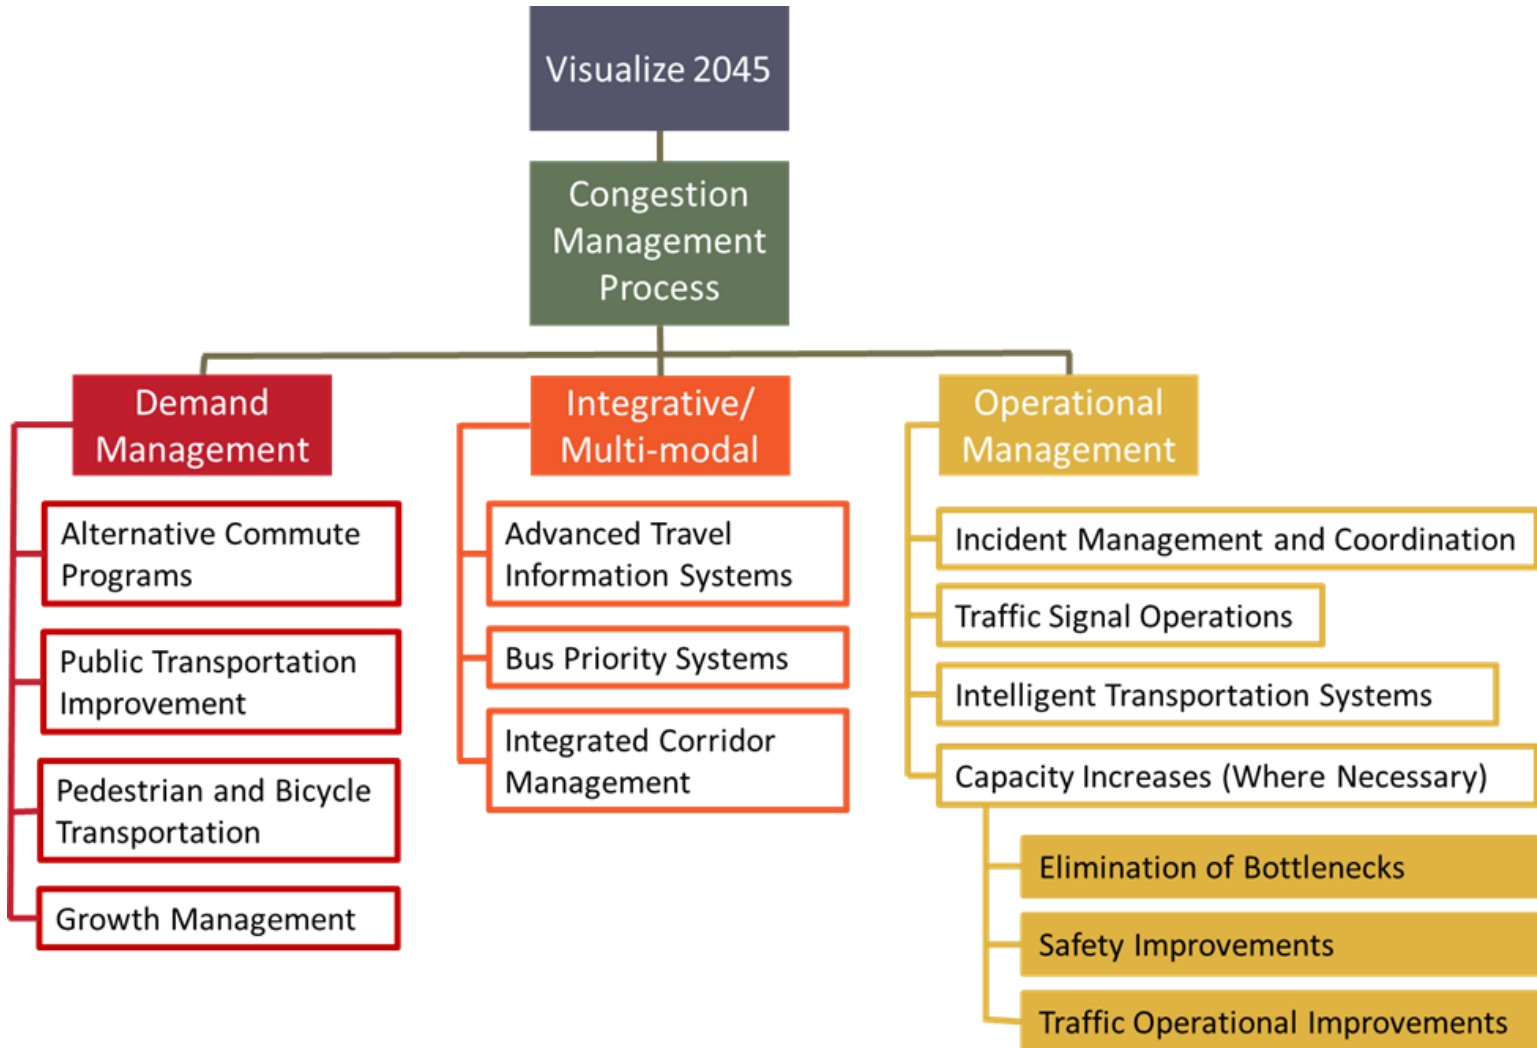 Visualize 2045
Congestion
Management
Process
Demand
Management
Alternative Commute
Programs
Public Transportation
Improvement
Pedestrian and Bicycle
Transportation
Growth Management
Integrative/
Multi-modal
Advanced Travel
Information Systems
Bus Priority Systems
Integrated Corridor
Management
Operational
Management
Incident Management and Coordination
Traffic Signal Operations
Intelligent Transportation Systems
Capacity Increases (Where Necessary)
Elimination of Bottlenecks
Safety Improvements
Traffic Operational Improvements